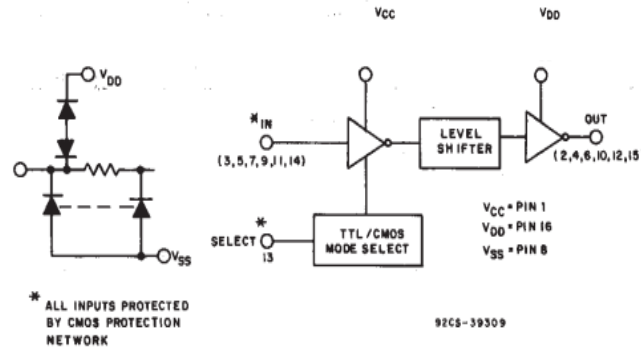 VCC
VDD
VDD
*IN
(3,5,7,9,11,14)
LEVEL
SHIFTER
OUT
(2,4,6,10,12,15
VCC = PIN 1
VDD = PIN 16
VSS = PIN 8
*
SELECT
13
TTL/CMOS
MODE SELECT
VSS
* ALL INPUTS PROTECTED
BY CMOS PROTECTION
NETWORK
92CS-39309